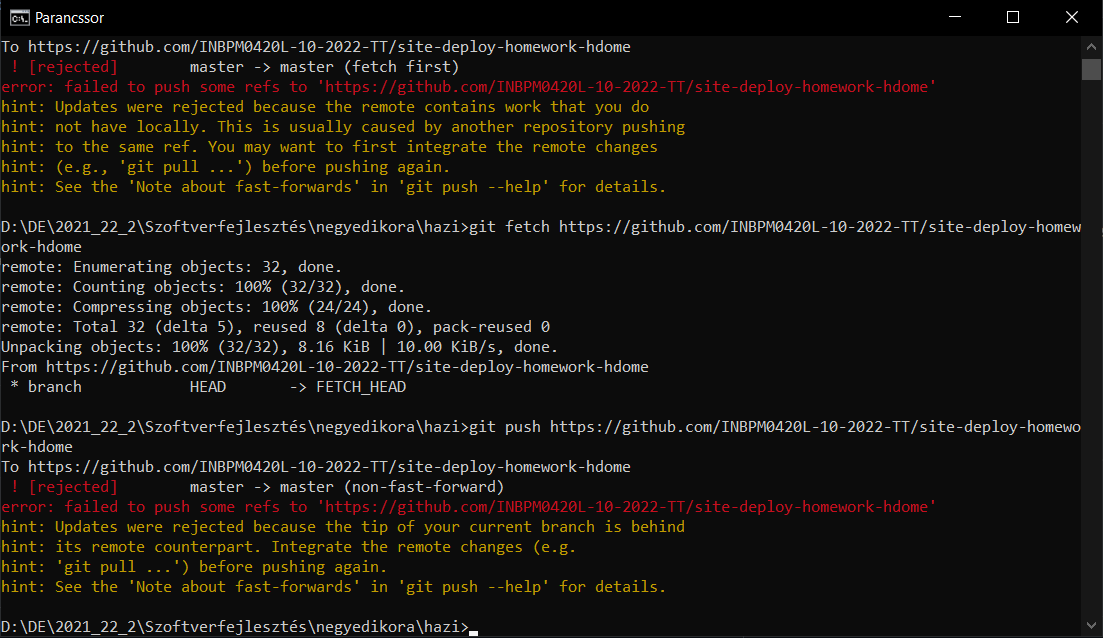 Parancssor
To https://github.com/INBPM0420L-10-2022-TT/site-deploy-homework-hdome
 ! [rejected]        master -> master (fetch first)
error: failed to push some refs to 'https://github.com/INBPM0420L-10-2022-TT/site-deploy-homework-hdome'
hint: Updates were rejected because the remote contains work that you do
hint: not have locally. This is usually caused by another repository pushing
hint: to the same ref. You may want to first integrate the remote changes
hint: (e.g., 'git pull ...') before pushing again.
hint: See the 'Note about fast-forwards' in 'git push --help' for details.
D:\DE\2021_22_2\Szoftverfejlesztés\negyedikora\hazi>git fetch https://github.com/INBPM0420L-10-2022-TT/site-deploy-homew
ork-hdome
remote: Enumerating objects: 32, done.
remote: Counting objects: 100% (32/32), done.
remote: Compressing objects: 100% (24/24), done.
remote: Total 32 (delta 5), reused 8 (delta 0), pack-reused 0
Unpacking objects: 100% (32/32), 8.16 KiB | 10.00 KiB/s, done.
From https://github.com/INBPM0420L-10-2022-TT/site-deploy-homework-hdome
 * branch            HEAD       -> FETCH_HEAD
D:\DE\2021_22_2\Szoftverfejlesztés\negyedikora\hazi>git push https://github.com/INBPM0420L-10-2022-TT/site-deploy-homewo
rk-hdome
To https://github.com/INBPM0420L-10-2022-TT/site-deploy-homework-hdome
 ! [rejected]        master -> master (non-fast-forward)
error: failed to push some refs to 'https://github.com/INBPM0420L-10-2022-TT/site-deploy-homework-hdome'
hint: Updates were rejected because the tip of your current branch is behind
hint: its remote counterpart. Integrate the remote changes (e.g.
hint: 'git pull ...') before pushing again.
hint: See the 'Note about fast-forwards' in 'git push --help' for details.
D:\DE\2021_22_2\Szoftverfejlesztés\negyedikora\hazi>